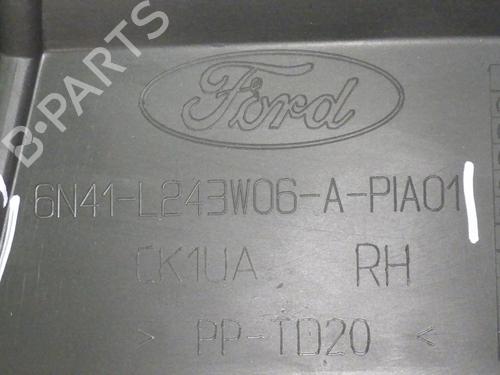 B·PARTS
Ford
6N41-L243W06-A-PIA01
CK1UA RH
> PP-TD20 <